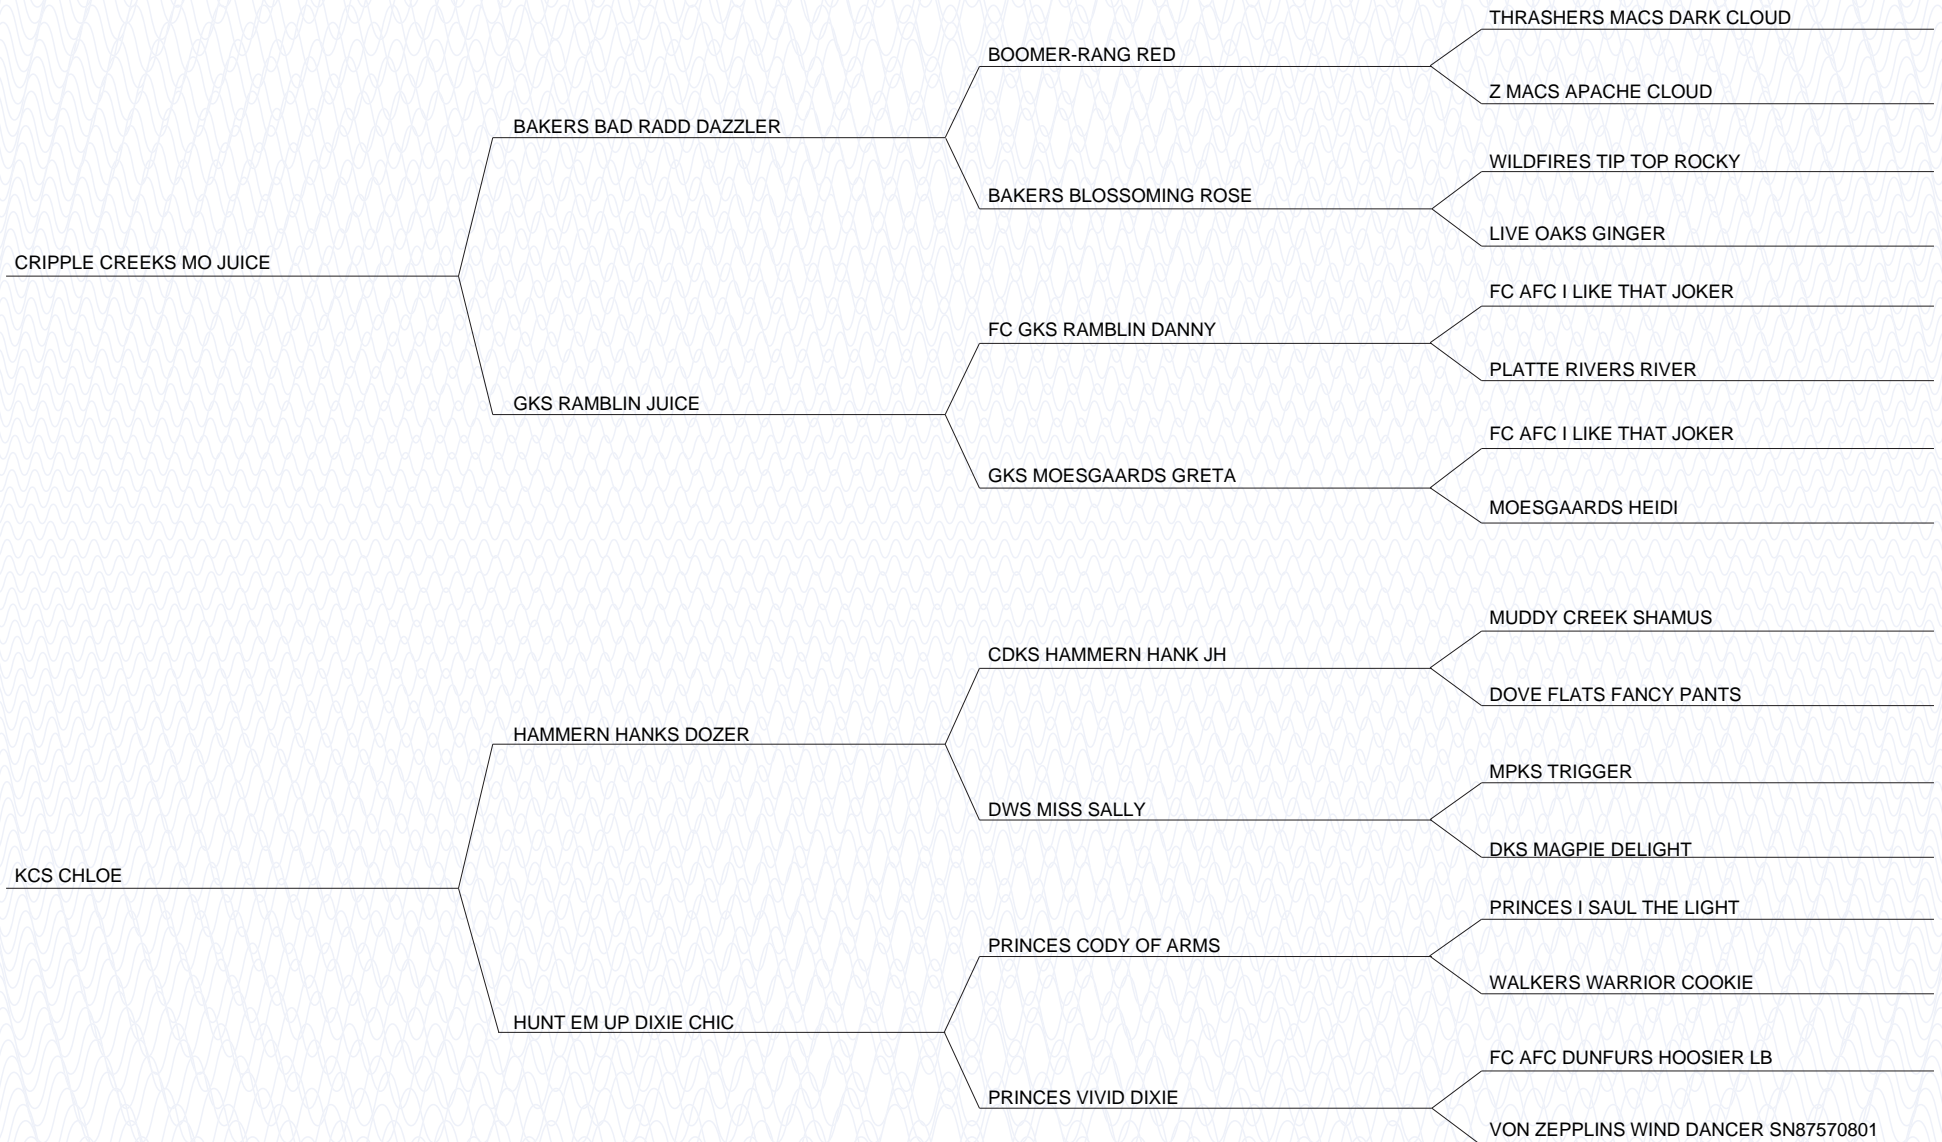 THRASHERS MACS DARK CLOUD
BOOMER-RANG RED
Z MACS APACHE CLOUD
BAKERS BAD RADD DAZZLER
WILDFIRES TIP TOP ROCKY
BAKERS BLOSSOMING ROSE
LIVE OAKS GINGER
CRIPPLE CREEKS MO JUICE
FC AFC I LIKE THAT JOKER
FC GKS RAMBLIN DANNY
PLATTE RIVERS RIVER
GKS RAMBLIN JUICE
FC AFC I LIKE THAT JOKER
GKS MOESGAARDS GRETA
MOESGAARDS HEIDI
MUDDY CREEK SHAMUS
CDKS HAMMERN HANK JH
DOVE FLATS FANCY PANTS
HAMMERN HANKS DOZER
MPKS TRIGGER
DWS MISS SALLY
DKS MAGPIE DELIGHT
KCS CHLOE
PRINCES I SAUL THE LIGHT
PRINCES CODY OF ARMS
WALKERS WARRIOR COOKIE
HUNT EM UP DIXIE CHIC
FC AFC DUNFURS HOOSIER LB
PRINCES VIVID DIXIE
VON ZEPPLINS WIND DANCER SN87570801